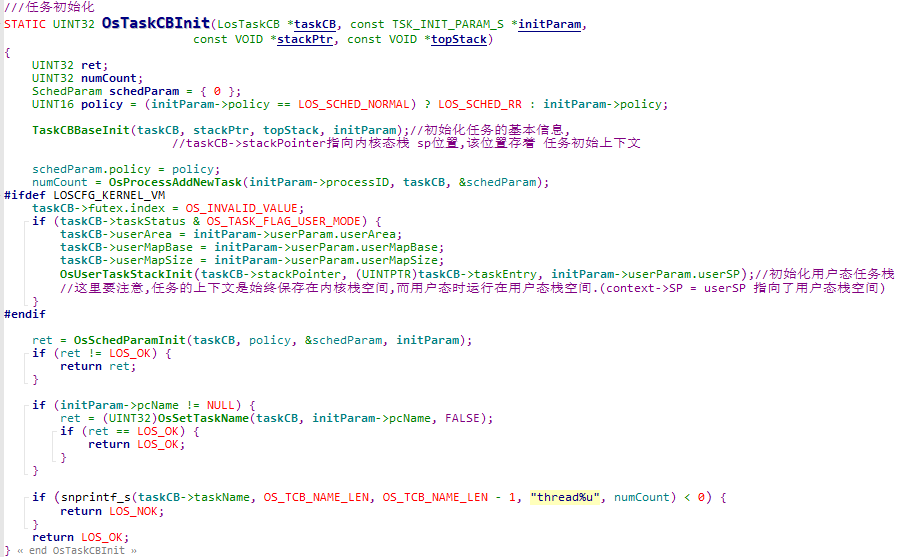 ///任务初始化
STATIC UINT32 OsTaskCBInit(LosTaskCB *taskCB, const TSK_INIT_PARAM_S *initParam,
                           const VOID *stackPtr, const VOID *topStack)
{
    UINT32 ret;
    UINT32 numCount;
    SchedParam schedParam = { 0 };
    UINT16 policy = (initParam->policy == LOS_SCHED_NORMAL) ? LOS_SCHED_RR : initParam->policy;

    TaskCBBaseInit(taskCB, stackPtr, topStack, initParam);//初始化任务的基本信息,
                        //taskCB->stackPointer指向内核态栈 sp位置,该位置存着 任务初始上下文

    schedParam.policy = policy;
    numCount = OsProcessAddNewTask(initParam->processID, taskCB, &schedParam);
#ifdef LOSCFG_KERNEL_VM
    taskCB->futex.index = OS_INVALID_VALUE;
    if (taskCB->taskStatus & OS_TASK_FLAG_USER_MODE) {
        taskCB->userArea = initParam->userParam.userArea;
        taskCB->userMapBase = initParam->userParam.userMapBase;
        taskCB->userMapSize = initParam->userParam.userMapSize;
        OsUserTaskStackInit(taskCB->stackPointer, (UINTPTR)taskCB->taskEntry, initParam->userParam.userSP);//初始化用户态任务栈
        //这里要注意,任务的上下文是始终保存在内核栈空间,而用户态时运行在用户态栈空间.(context->SP = userSP 指向了用户态栈空间)
    }
#endif

    ret = OsSchedParamInit(taskCB, policy, &schedParam, initParam);
    if (ret != LOS_OK) {
        return ret;
    }

    if (initParam->pcName != NULL) {
        ret = (UINT32)OsSetTaskName(taskCB, initParam->pcName, FALSE);
        if (ret == LOS_OK) {
            return LOS_OK;
        }
    }

    if (snprintf_s(taskCB->taskName, OS_TCB_NAME_LEN, OS_TCB_NAME_LEN - 1, "thread%u", numCount) < 0) {
        return LOS_NOK;
    }
    return LOS_OK;
} « end OsTaskCBInit »